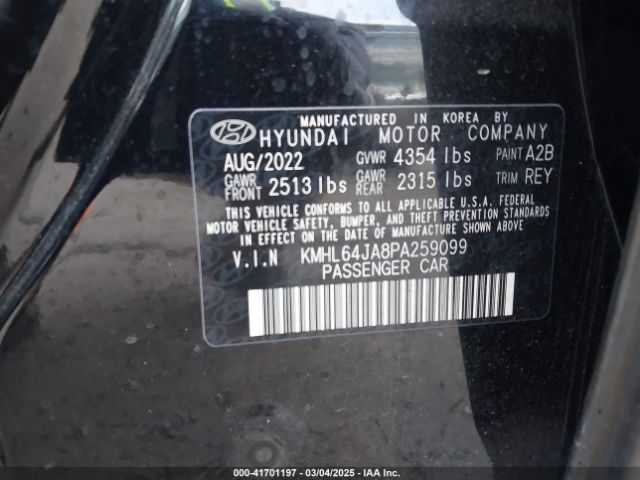 MANUFACTURED IN KOREA BY
HYUNDAI MOTOR COMPANY
AUG/2022 GVWR 4354 lbs PAINT A2B
GAWR FRONT 2513 lbs GAWR REAR 2315 lbs TRIM REY
THIS VEHICLE CONFORMS TO ALL APPLICABLE U.S.A. FEDERAL
MOTOR VEHICLE SAFETY, BUMPER, AND THEFT PREVENTION STANDARDS
IN EFFECT ON THE DATE OF MANUFACTURE SHOWN ABOVE
V.I.N KMHL64JA8PA259099
PASSENGER CAR
000-41701197 - 03/04/2025 - IAA Inc.